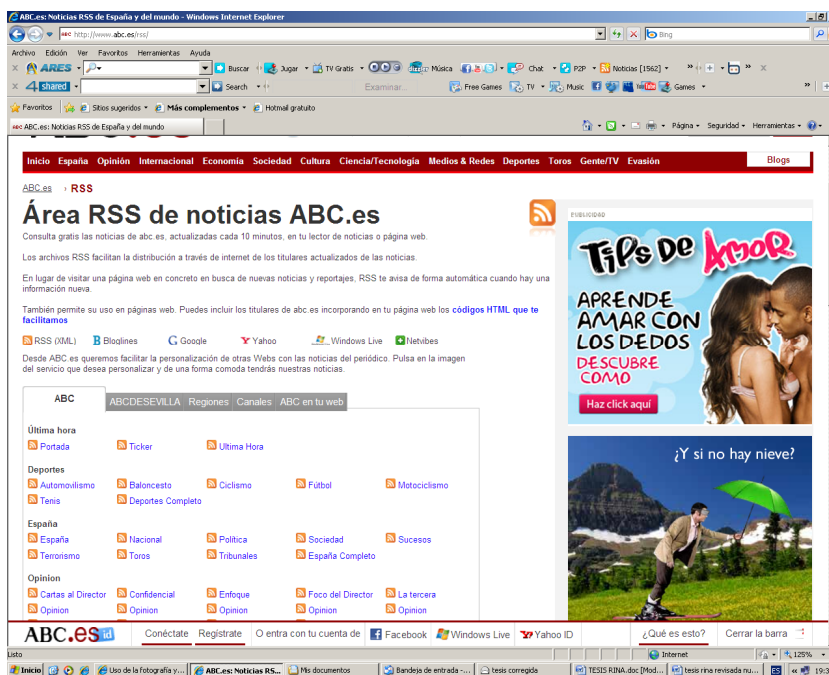 ABC.es: Noticias RSS de España y del mundo - Windows Internet Explorer
ABC http://www.abc.es/rss/
Bing
Archivo Edición Ver Favoritos Herramientas Ayuda
ARES Buscar Jugar TV Gratis Música Chat P2P Noticias [1562]
4shared Search Examinar... Free Games TV Music Games
Favoritos Sitios sugeridos Más complementos Hotmail gratuito
ABC ABC.es: Noticias RSS de España y del mundo Página Seguridad Herramientas
Inicio España Opinión Internacional Economía Sociedad Cultura Ciencia/Tecnología Medios & Redes Deportes Toros Gente/TV Evasión Blogs
ABC.es › RSS
Área RSS de noticias ABC.es
Consulta gratis las noticias de abc.es, actualizadas cada 10 minutos, en tu lector de noticias o página web.
Los archivos RSS facilitan la distribución a través de internet de los titulares actualizados de las noticias.
En lugar de visitar una página web en concreto en busca de nuevas noticias y reportajes, RSS te avisa de forma automática cuando hay una
información nueva.
También permite su uso en páginas web. Puedes incluir los titulares de abc.es incorporando en tu página web los códigos HTML que te
facilitamos
RSS (XML) Bloglines Google Yahoo Windows Live Netvibes
Desde ABC.es queremos facilitar la personalización de otras Webs con las noticias del periódico. Pulsa en la imagen
del servicio que desea personalizar y de una forma comoda tendrás nuestras noticias.
ABC ABCDESEVILLA Regiones Canales ABC en tu web
Última hora
Portada Ticker Ultima Hora
Deportes
Automovilismo Baloncesto Ciclismo Fútbol Motociclismo
Tenis Deportes Completo
España
España Nacional Política Sociedad Sucesos
Terrorismo Toros Tribunales España Completo
Opinion
Cartas al Director Confidencial Enfoque Foco del Director La tercera
Opinion Opinion Opinion Opinion Opinion
PUBLICIDAD
TiPs De AmoR
APRENDE
AMAR CON
LOS DEDOS
DESCUBRE
COMO
Haz click aquí
¿Y si no hay nieve?
ABC.es id Conéctate Regístrate O entra con tu cuenta de Facebook Windows Live Yahoo ID ¿Qué es esto? Cerrar la barra
Listo Internet 125%
Inicio Uso de la fotografía y... ABC.es: Noticias RS... Mis documentos Bandeja de entrada -... tesis corregida TESIS RINA.doc [Mod... tesis rina revisada nu... ES